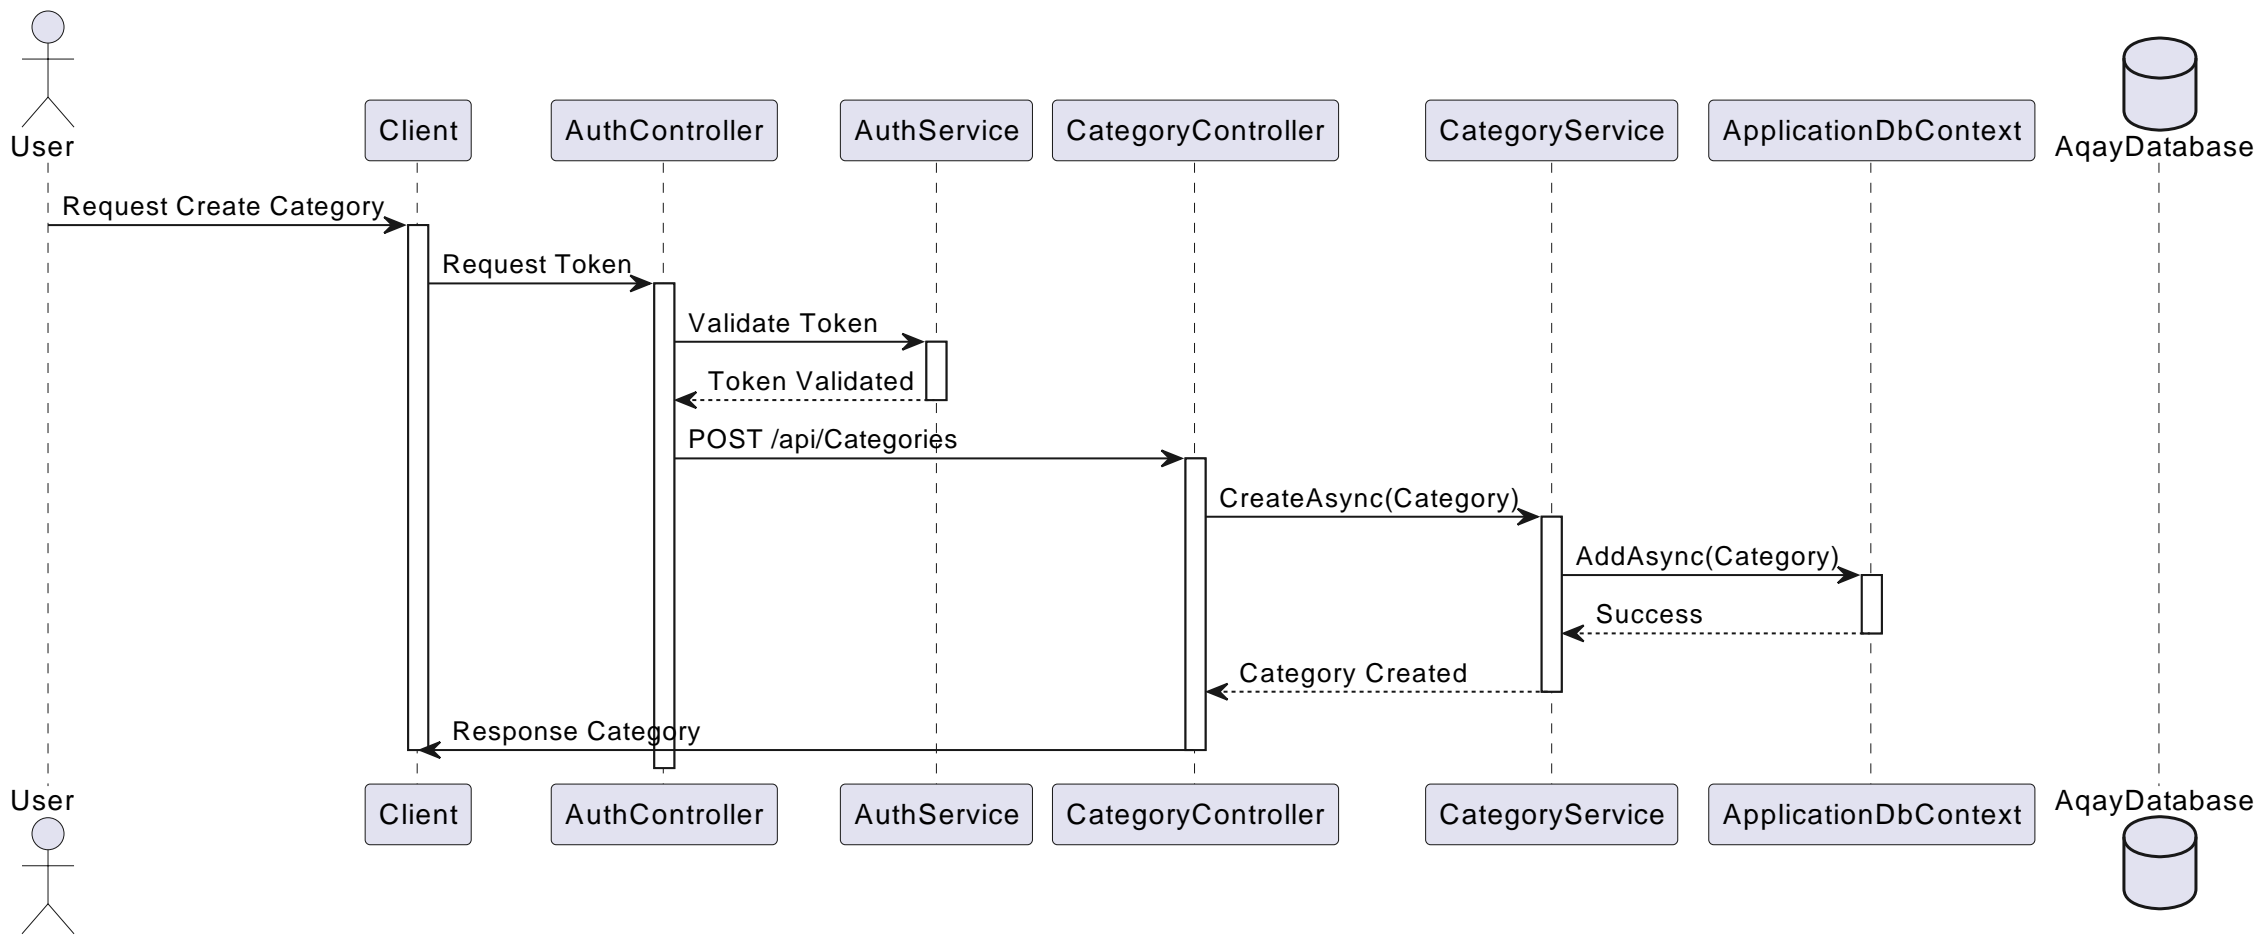 User
Client
AuthController
AuthService
CategoryController
CategoryService
ApplicationDbContext
AqayDatabase
Request Create Category
Request Token
Validate Token
Token Validated
POST /api/Categories
CreateAsync(Category)
AddAsync(Category)
Success
Category Created
Response Category
User
Client
AuthController
AuthService
CategoryController
CategoryService
ApplicationDbContext
AqayDatabase